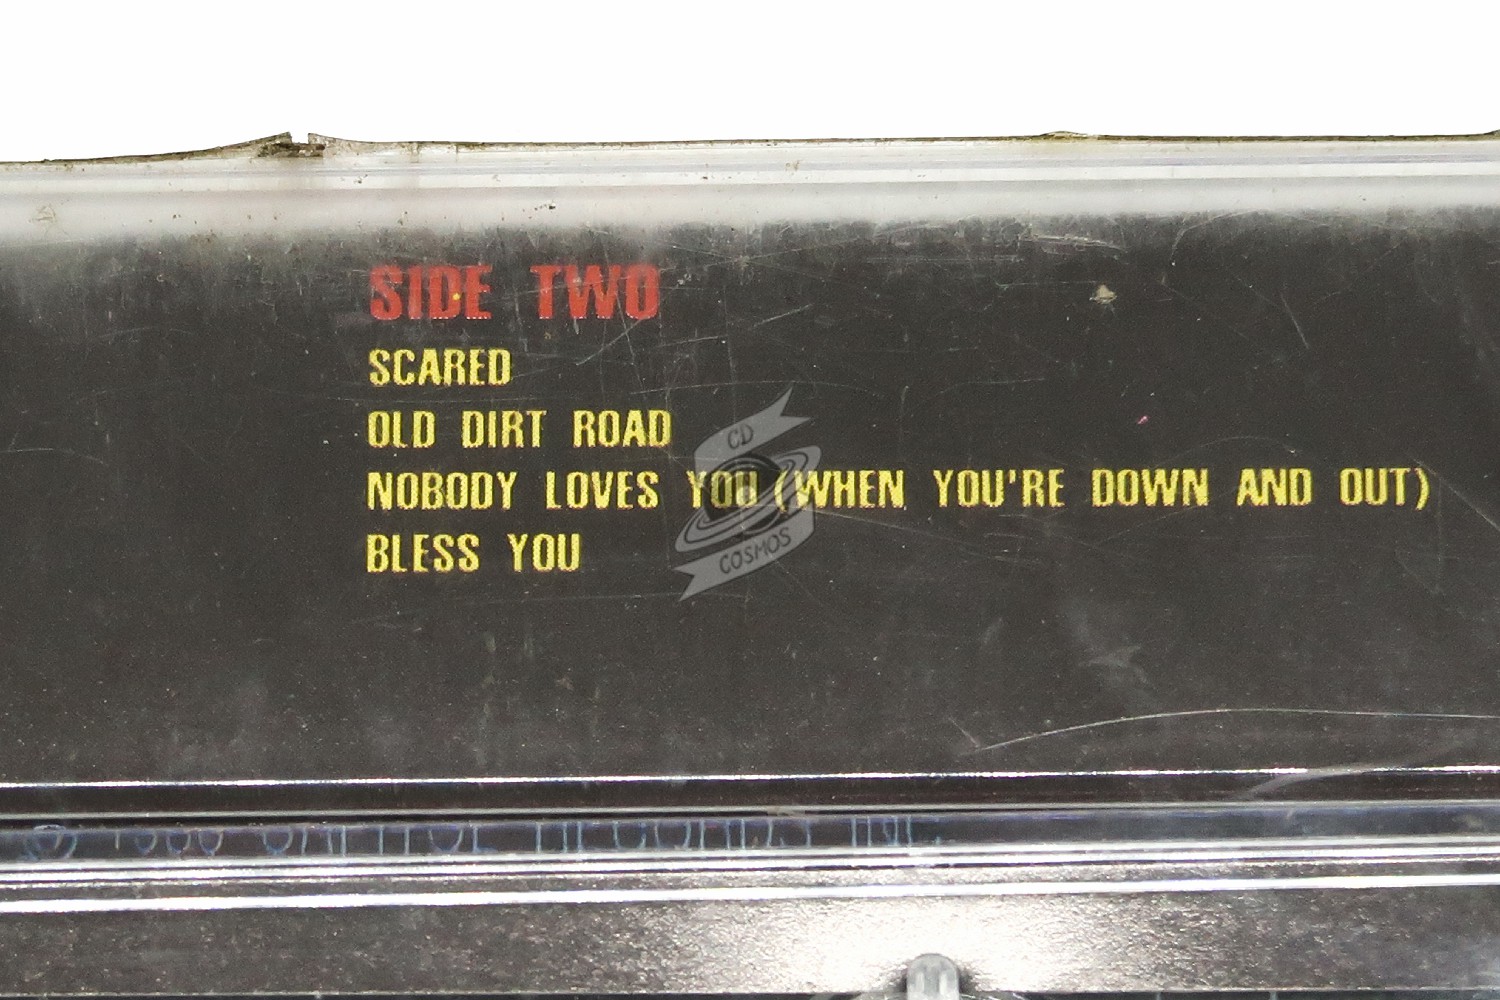 SIDE TWO
SCARED
OLD DIRT ROAD
NOBODY LOVES YOU (WHEN YOU'RE DOWN AND OUT)
BLESS YOU
CD
COSMOS